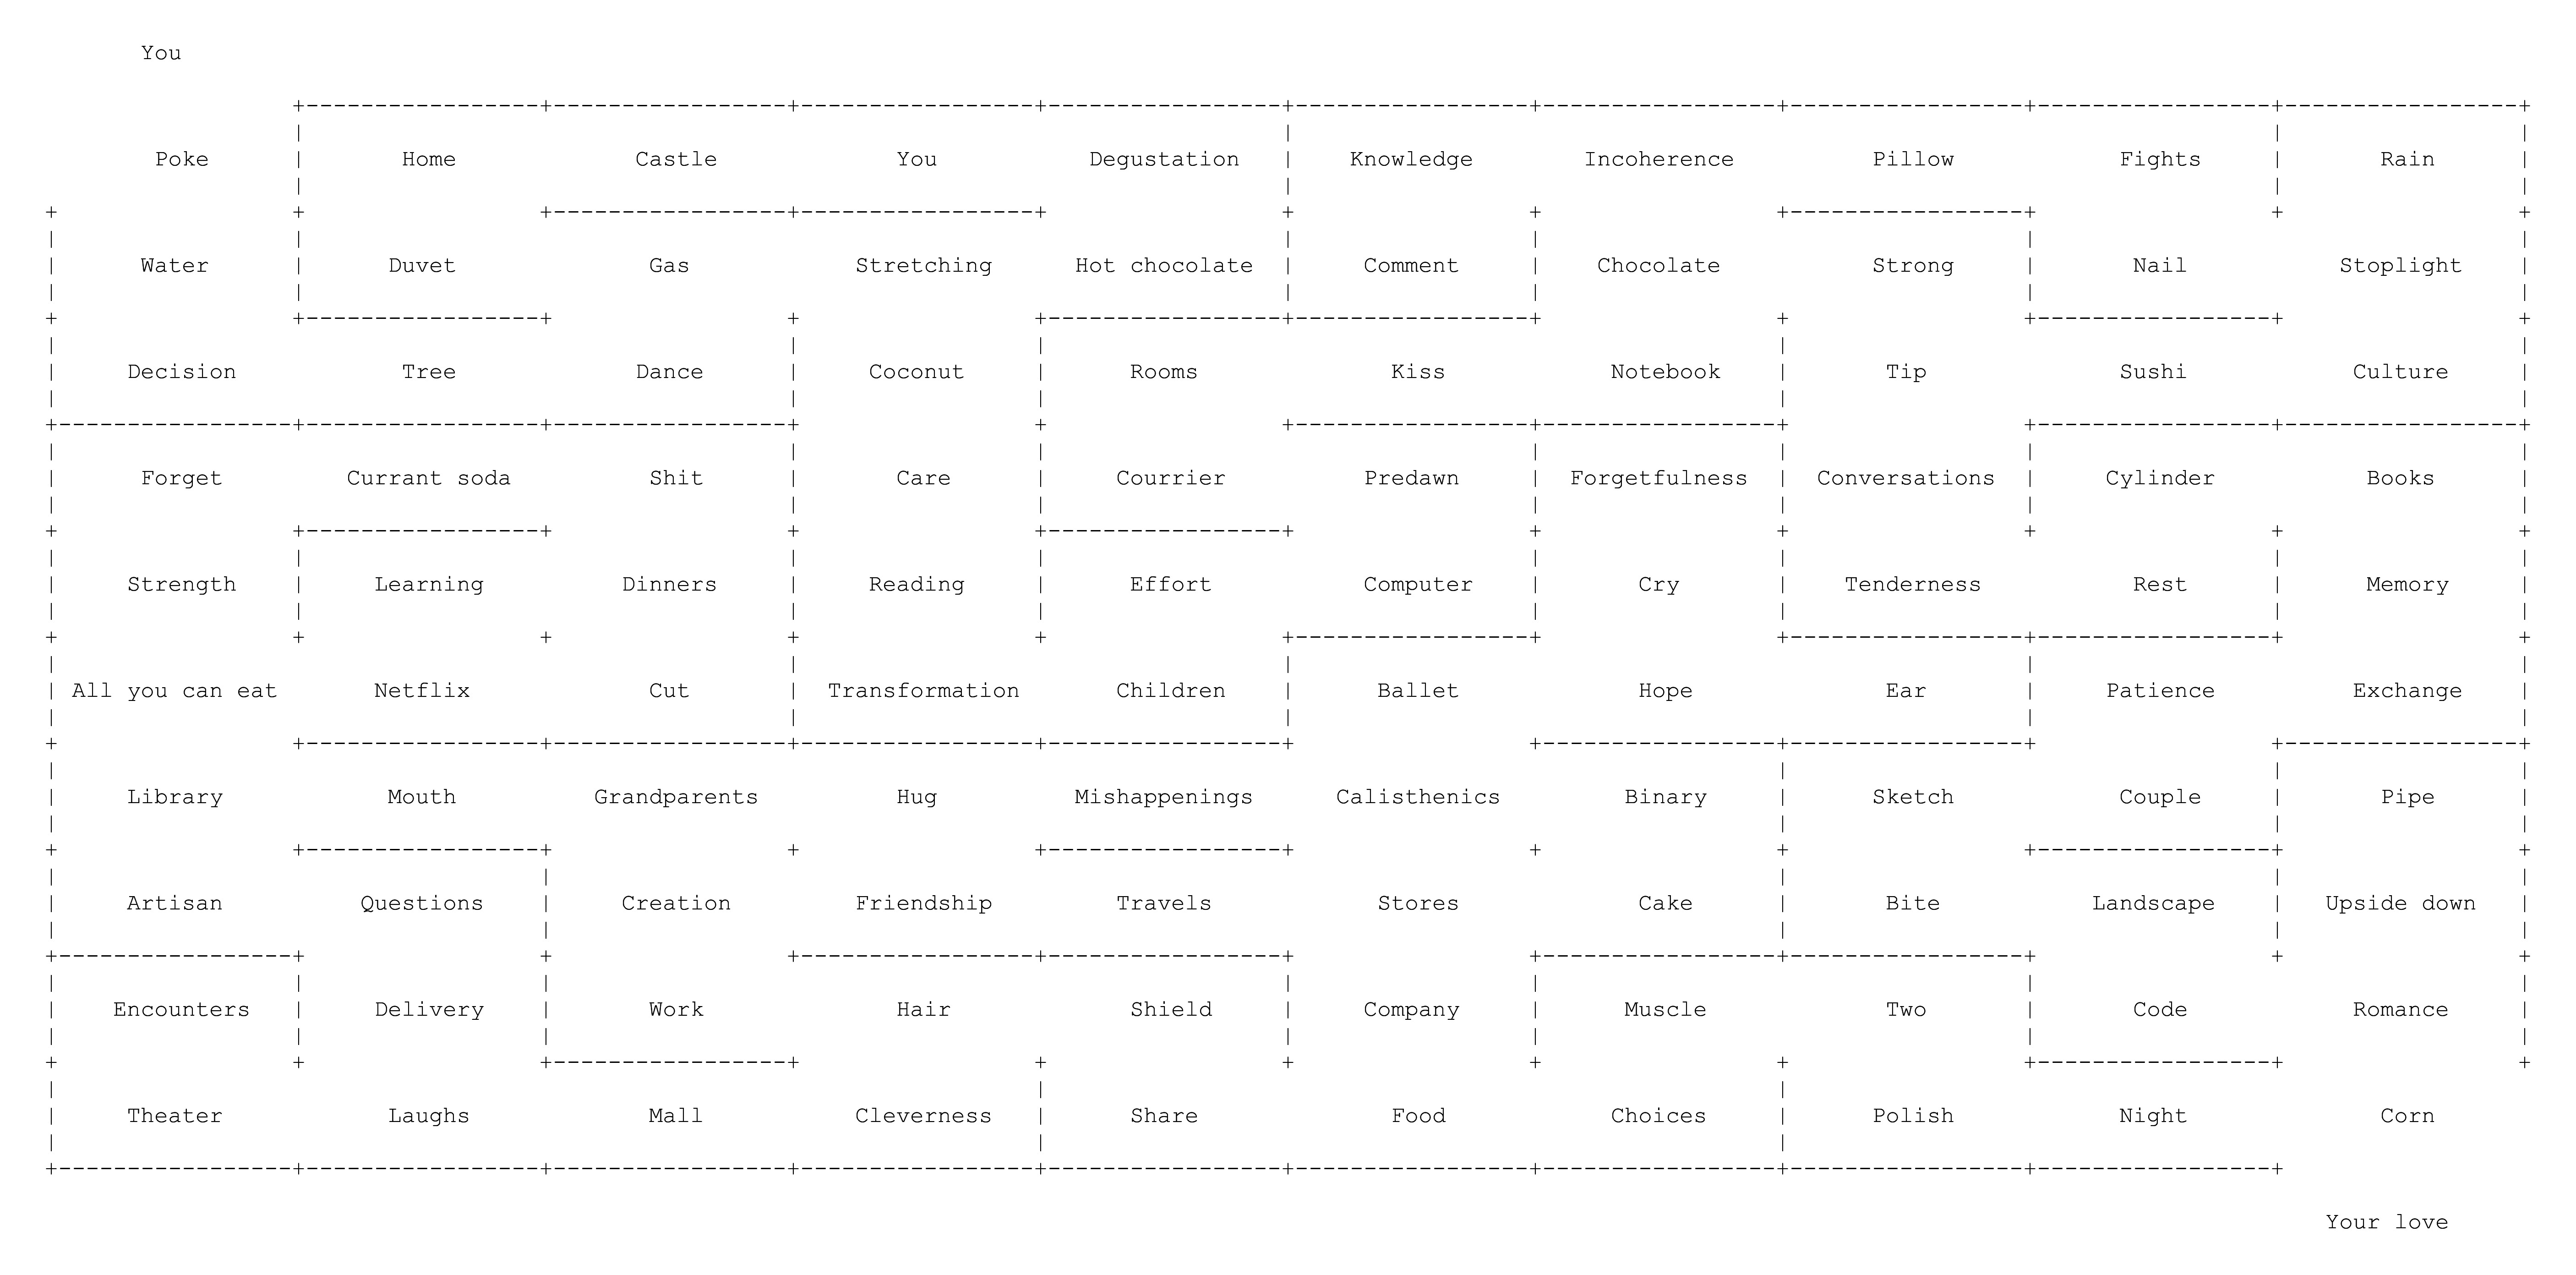 You
Poke Home Castle You Degustation Knowledge Incoherence Pillow Fights Rain
Water Duvet Gas Stretching Hot chocolate Comment Chocolate Strong Nail Stoplight
Decision Tree Dance Coconut Rooms Kiss Notebook Tip Sushi Culture
Forget Currant soda Shit Care Courrier Predawn Forgetfulness Conversations Cylinder Books
Strength Learning Dinners Reading Effort Computer Cry Tenderness Rest Memory
All you can eat Netflix Cut Transformation Children Ballet Hope Ear Patience Exchange
Library Mouth Grandparents Hug Mishappenings Calisthenics Binary Sketch Couple Pipe
Artisan Questions Creation Friendship Travels Stores Cake Bite Landscape Upside down
Encounters Delivery Work Hair Shield Company Muscle Two Code Romance
Theater Laughs Mall Cleverness Share Food Choices Polish Night Corn
Your love